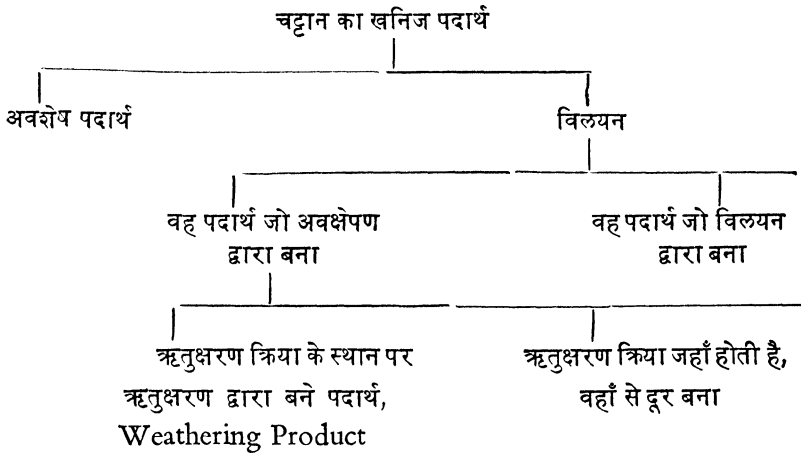 चट्टान का खनिज पदार्थ
अवशेष पदार्थ
विलयन
वह पदार्थ जो अवक्षेपण
द्वारा बना
वह पदार्थ जो विलयन
द्वारा बना
ऋतुक्षरण क्रिया के स्थान पर
ऋतुक्षरण द्वारा बने पदार्थ,
Weathering Product
ऋतुक्षरण क्रिया जहाँ होती है,
वहाँ से दूर बना